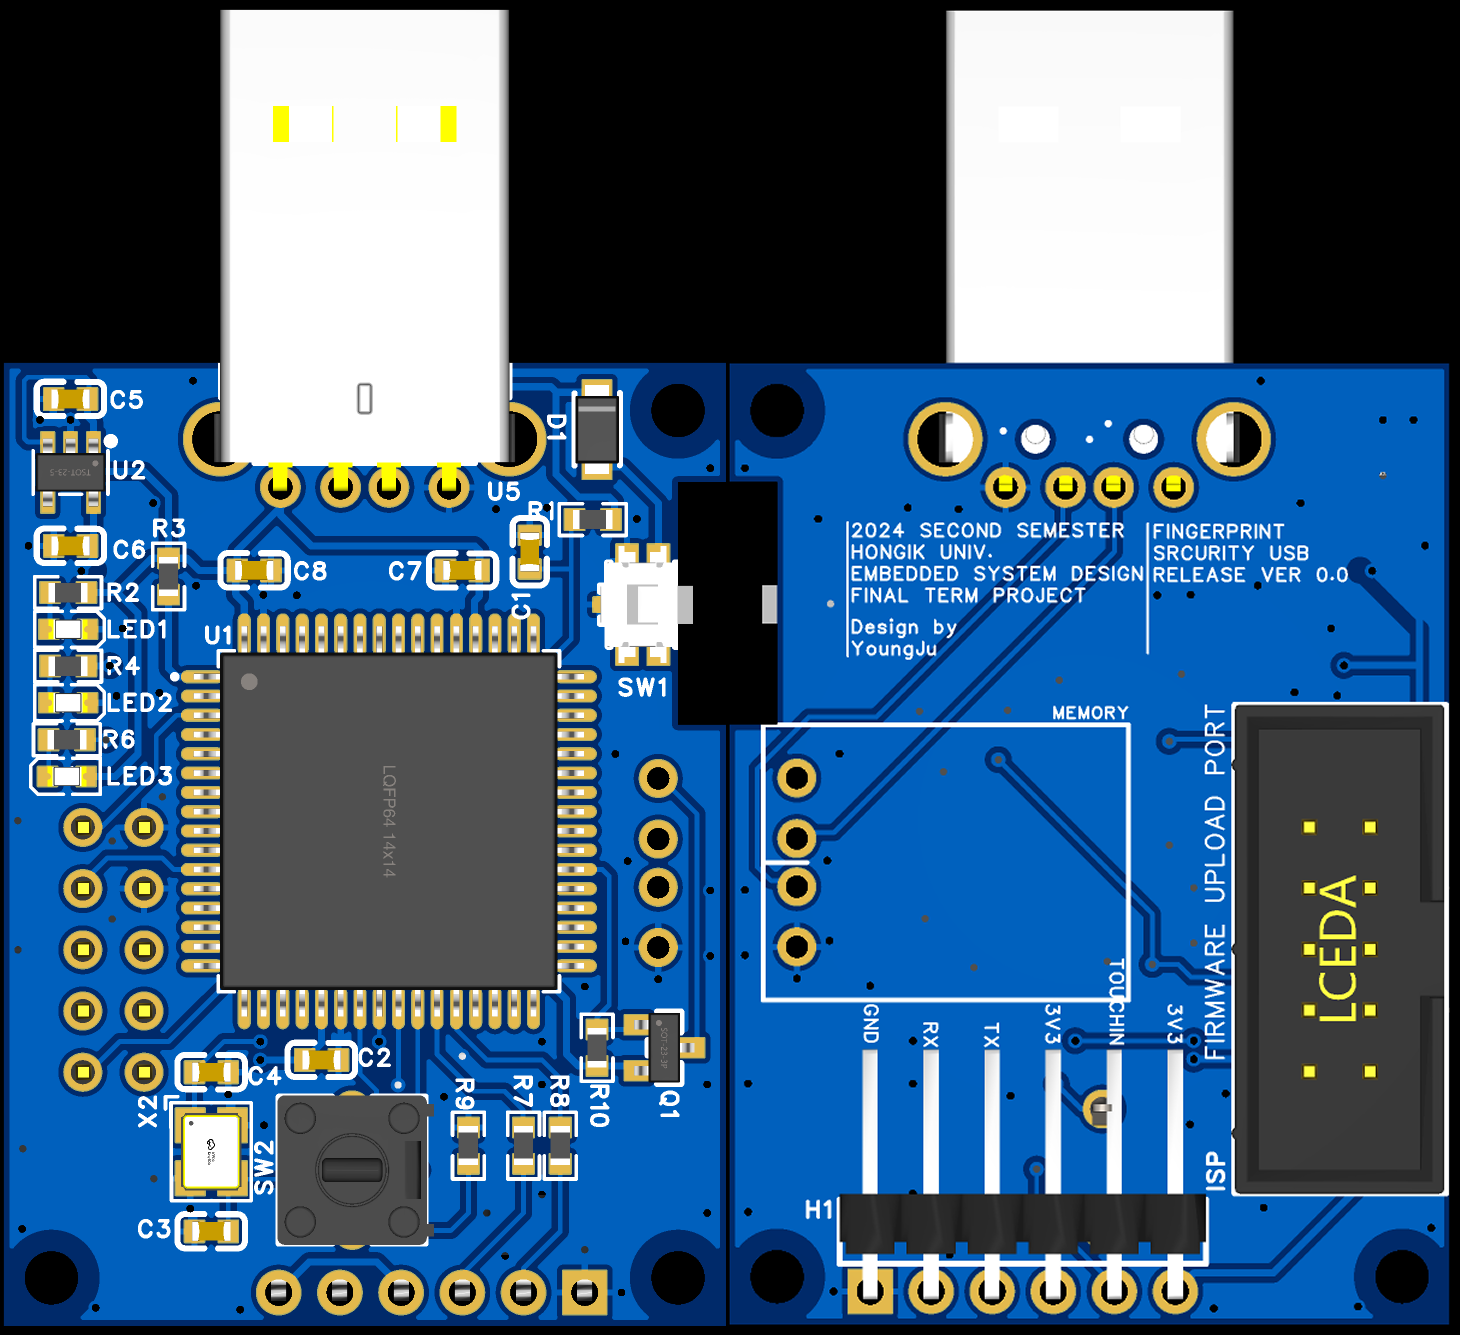 C5
U2
TSOT-23-5
D1
U5
R1
C6
R3
C8
C7
C1
R2
LED1
U1
R4
LED2
SW1
R6
LED3
LQFP64 14x14
C4
C2
X2
SW2
C3
R9
R7
R8
R10
SOT-23-3P
Q1
2024 SECOND SEMESTER
HONGIK UNIV.
EMBEDDED SYSTEM DESIGN
FINAL TERM PROJECT
Design by
YoungJu
FINGERPRINT
SRCURITY USB
RELEASE VER 0.0
MEMORY
FIRMWARE UPLOAD PORT
LCEDA
GND
RX
TX
3V3
TOUCHIN
3V3
ISP
H1